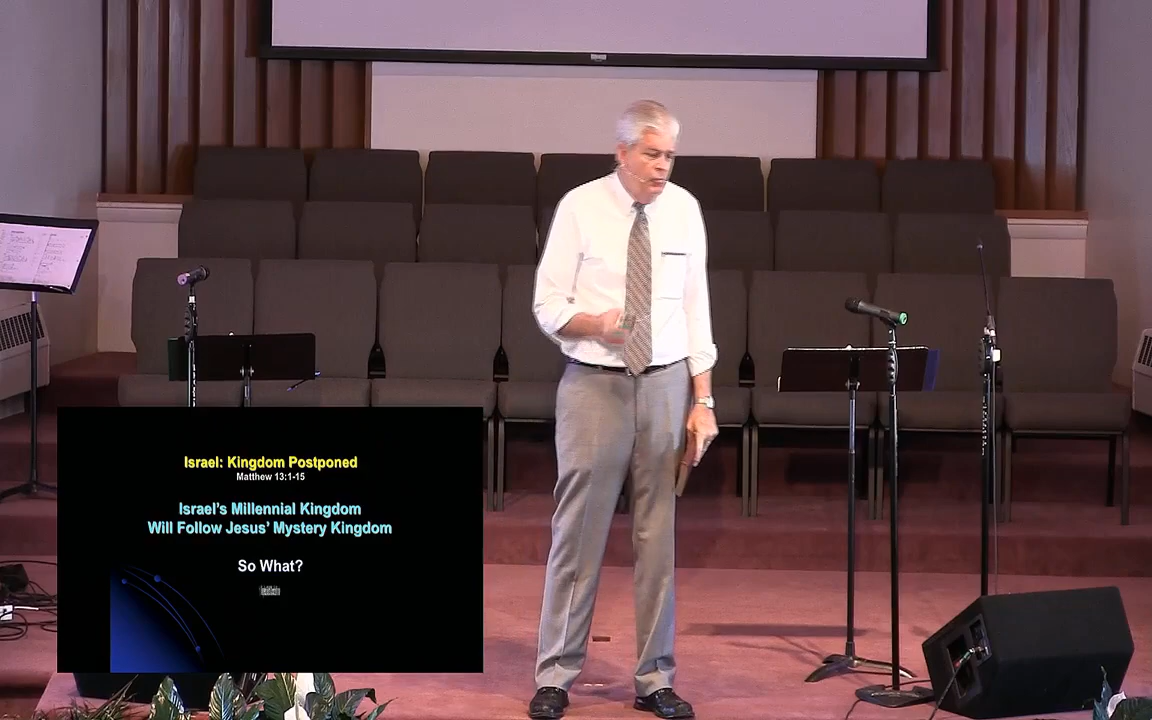 Israel: Kingdom Postponed
Matthew 13:1-15
Israel's Millennial Kingdom
Will Follow Jesus' Mystery Kingdom
So What?